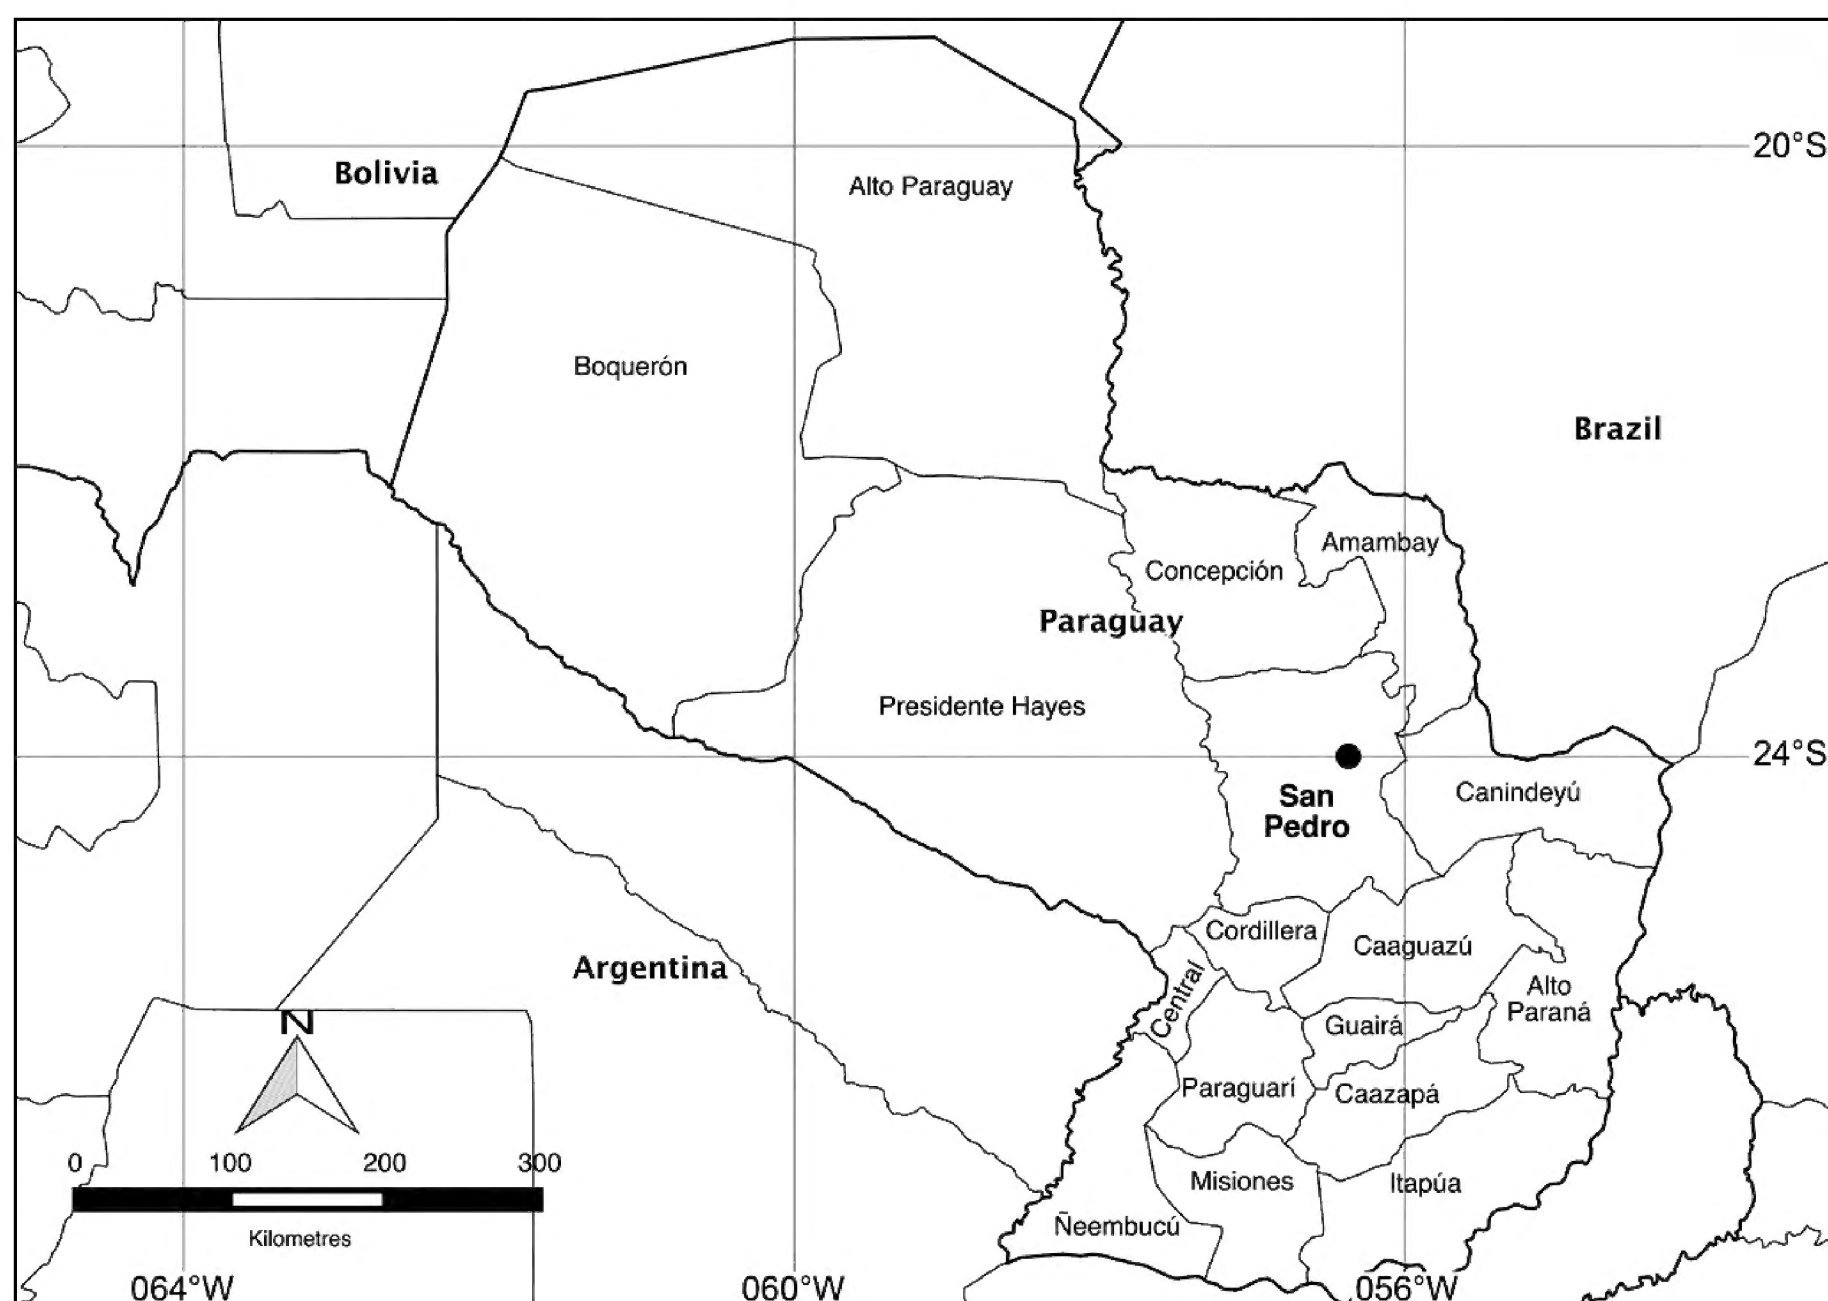 20°S
Bolivia
Alto Paraguay
Boquerón
Brazil
Amambay
Concepción
Paraguay
Presidente Hayes
24°S
San
Pedro
Canindeyú
Cordillera
Caaguazú
Argentina
Central
Alto
Paraná
Guairá
N
Paraguarí
Caazapá
0 100 200 300
Misiones
Itapúa
Ñeembucú
Kilometres
064°W 060°W 056°W